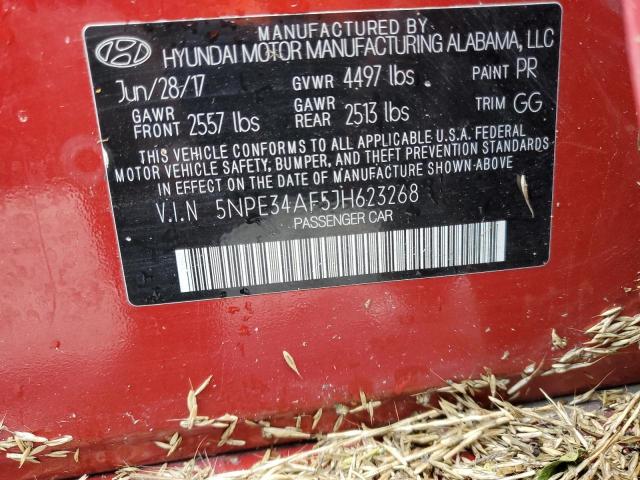 MANUFACTURED BY
HYUNDAI MOTOR MANUFACTURING ALABAMA, LLC
Jun/28/17 GVWR 4497 lbs PAINT PR
GAWR FRONT 2557 lbs GAWR REAR 2513 lbs TRIM GG
THIS VEHICLE CONFORMS TO ALL APPLICABLE U.S.A. FEDERAL
MOTOR VEHICLE SAFETY, BUMPER, AND THEFT PREVENTION STANDARDS
IN EFFECT ON THE DATE OF MANUFACTURE SHOWN ABOVE.
V.I.N 5NPE34AF5JH623268
PASSENGER CAR